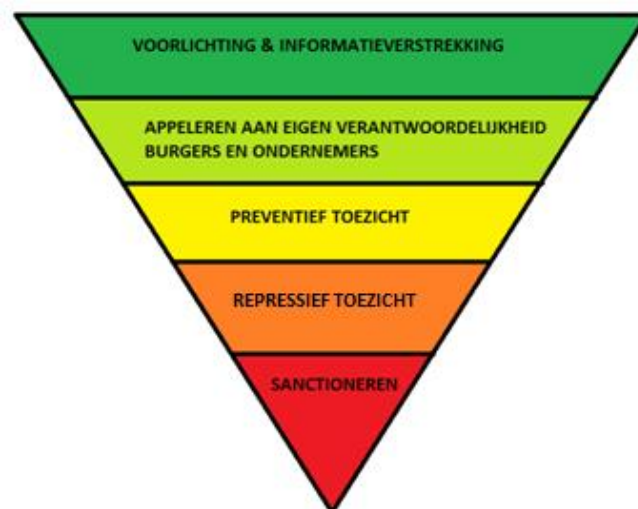 VOORLICHTING & INFORMATIEVERSTREKKING
APPELEREN AAN EIGEN VERANTWOORDELIJKHEID
BURGERS EN ONDERNEMERS
PREVENTIEF TOEZICHT
REPRESSIEF TOEZICHT
SANCTIONEREN